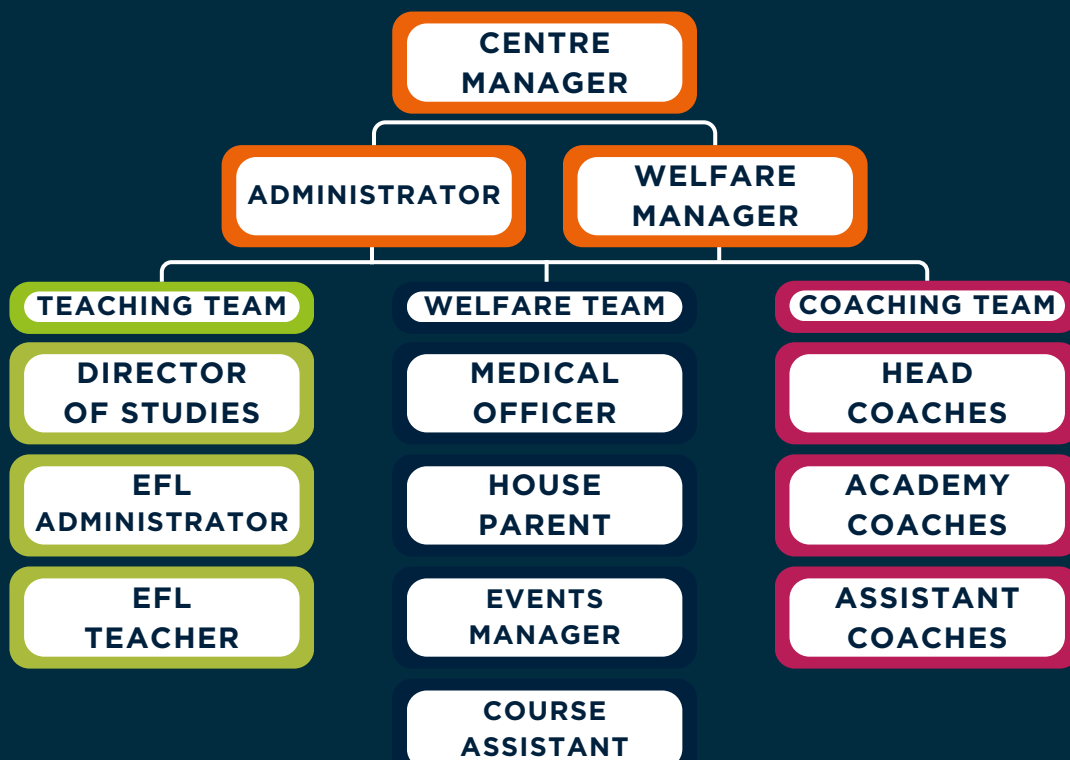 CENTRE
MANAGER
ADMINISTRATOR
WELFARE
MANAGER
TEACHING TEAM
DIRECTOR
OF STUDIES
EFL
ADMINISTRATOR
EFL
TEACHER
WELFARE TEAM
MEDICAL
OFFICER
HOUSE
PARENT
EVENTS
MANAGER
COURSE
ASSISTANT
COACHING TEAM
HEAD
COACHES
ACADEMY
COACHES
ASSISTANT
COACHES